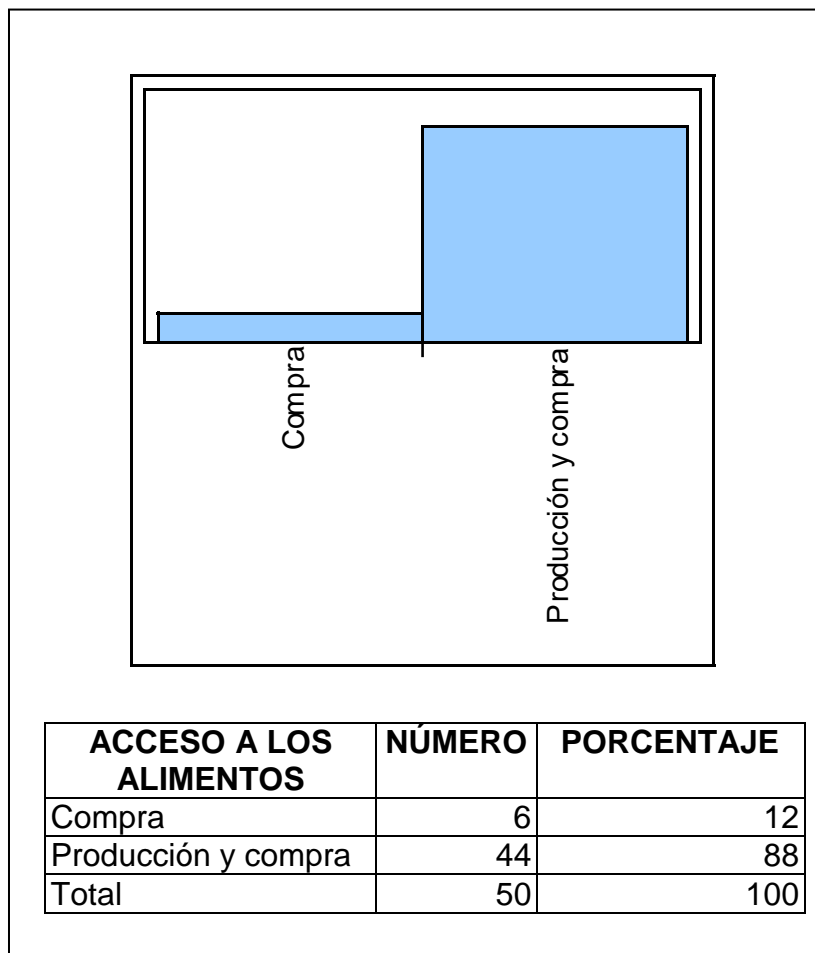 Compra
Producción y compra
ACCESO A LOS ALIMENTOS NÚMERO PORCENTAJE
Compra 6 12
Producción y compra 44 88
Total 50 100